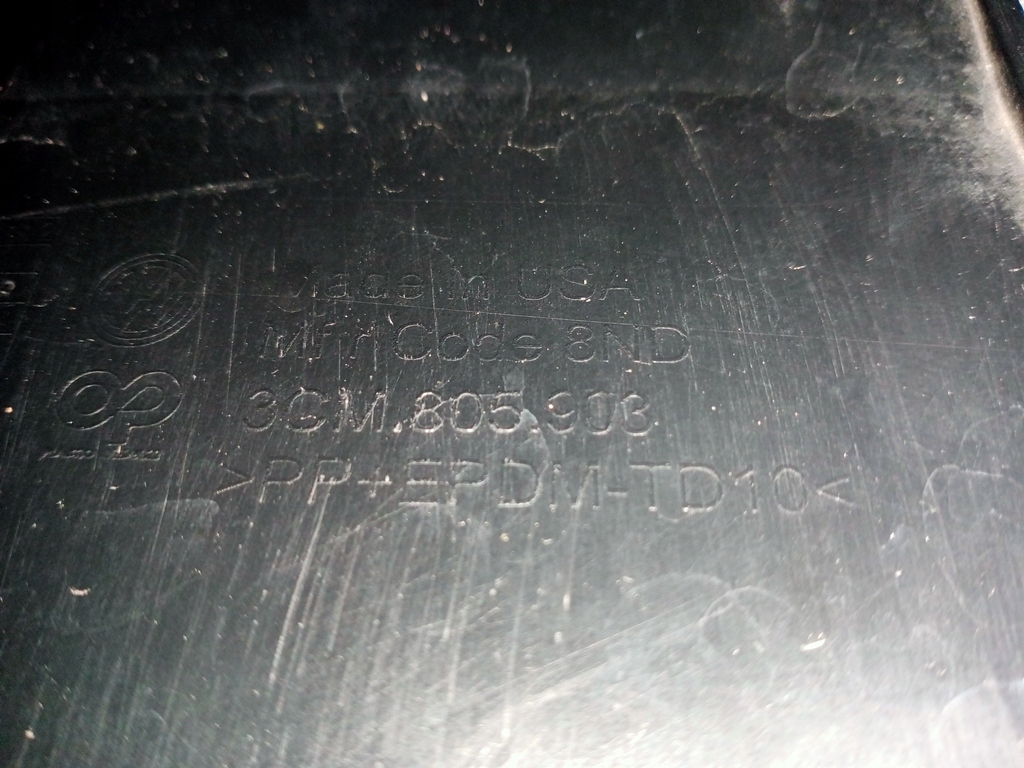 Made in USA
Mfr Code 8ND
3CM.805.903
>PP+EPDM-TD10<